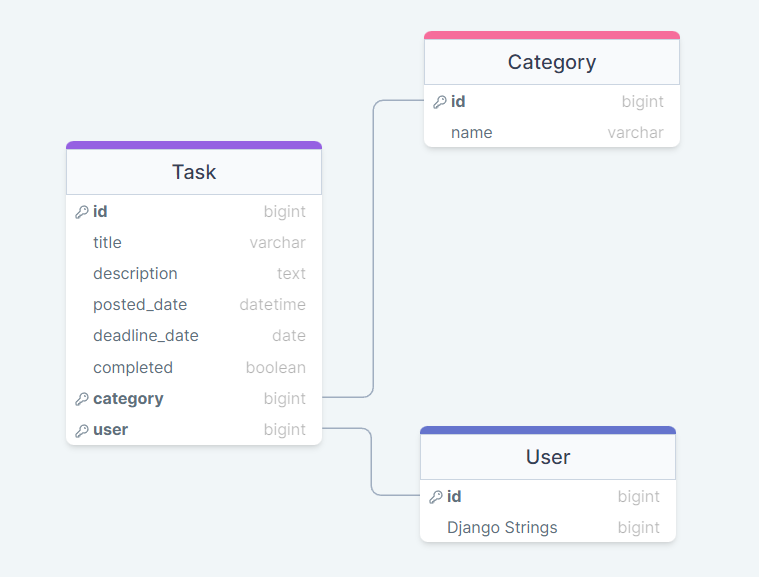 Category
id bigint
name varchar
Task
id bigint
title varchar
description text
posted_date datetime
deadline_date date
completed boolean
category bigint
user bigint
User
id bigint
Django Strings bigint